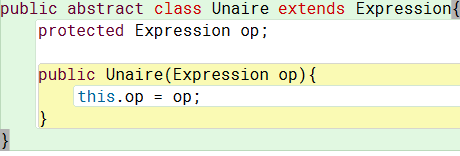 public abstract class Unaire extends Expression{
protected Expression op;
public Unaire(Expression op){
this.op = op;
}
}